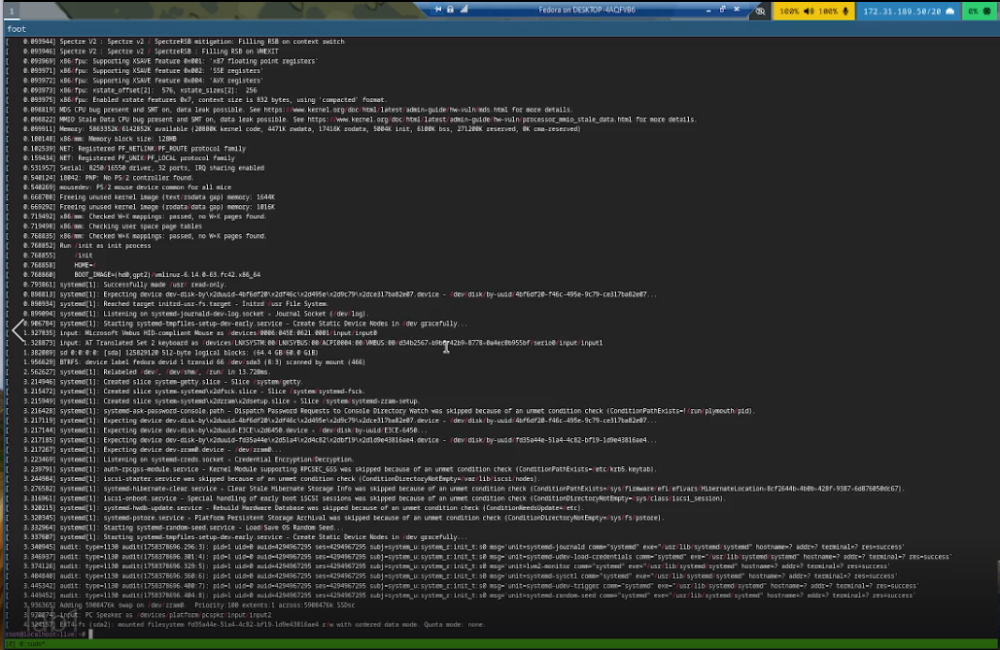 1
Fedora on DESKTOP-4AQFVB6
100% 100%
172.31.189.50/20
0%
foot
[ 0.093944] Spectre V2 : Spectre v2 / SpectreRSB mitigation: Filling RSB on context switch
[ 0.093946] Spectre V2 : Spectre v2 / SpectreRSB : Filling RSB on VMEXIT
[ 0.093969] x86/fpu: Supporting XSAVE feature 0x001: 'x87 floating point registers'
[ 0.093971] x86/fpu: Supporting XSAVE feature 0x002: 'SSE registers'
[ 0.093972] x86/fpu: Supporting XSAVE feature 0x004: 'AVX registers'
[ 0.093973] x86/fpu: xstate_offset[2]: 576, xstate_sizes[2]: 256
[ 0.093975] x86/fpu: Enabled xstate features 0x7, context size is 832 bytes, using 'compacted' format.
[ 0.098819] MDS CPU bug present and SMT on, data leak possible. See https://www.kernel.org/doc/html/latest/admin-guide/hw-vuln/mds.html for more details.
[ 0.098822] MMIO Stale Data CPU bug present and SMT on, data leak possible. See https://www.kernel.org/doc/html/latest/admin-guide/hw-vuln/processor_mmio_stale_data.html for more details.
[ 0.099911] Memory: 5863352K/6142852K available (20880K kernel code, 4471K rwdata, 17416K rodata, 5004K init, 6100K bss, 271200K reserved, 0K cma-reserved)
[ 0.100148] x86/mm: Memory block size: 128MB
[ 0.102539] NET: Registered PF_NETLINK/PF_ROUTE protocol family
[ 0.159434] NET: Registered PF_UNIX/PF_LOCAL protocol family
[ 0.531957] Serial: 8250/16550 driver, 32 ports, IRQ sharing enabled
[ 0.540124] i8042: PNP: No PS/2 controller found.
[ 0.540269] mousedev: PS/2 mouse device common for all mice
[ 0.668708] Freeing unused kernel image (text/rodata gap) memory: 1644K
[ 0.669292] Freeing unused kernel image (rodata/data gap) memory: 1016K
[ 0.719492] x86/mm: Checked W+X mappings: passed, no W+X pages found.
[ 0.719498] x86/mm: Checking user space page tables
[ 0.768835] x86/mm: Checked W+X mappings: passed, no W+X pages found.
[ 0.768852] Run /init as init process
[ 0.768855] /init
[ 0.768858] HOME=/
[ 0.768860] BOOT_IMAGE=(hd0,gpt2)/vmlinuz-6.14.0-63.fc42.x86_64
[ 0.793861] systemd[1]: Successfully made /usr/ read-only.
[ 0.898813] systemd[1]: Expecting device dev-disk-by\x2duuid-4bf6df20\x2df46c\x2d495e\x2d9c79\x2dce317ba82e07.device - /dev/disk/by-uuid/4bf6df20-f46c-495e-9c79-ce317ba82e07...
[ 0.898934] systemd[1]: Reached target initrd-usr-fs.target - Initrd /usr File System.
[ 0.899094] systemd[1]: Listening on systemd-journald-dev-log.socket - Journal Socket (/dev/log).
[ 0.906784] systemd[1]: Starting systemd-tmpfiles-setup-dev-early.service - Create Static Device Nodes in /dev gracefully...
[ 1.327835] input: Microsoft Vmbus HID-compliant Mouse as /devices/0006:045E:0621.0001/input/input0
[ 1.328873] input: AT Translated Set 2 keyboard as /devices/LNXSYSTM:00/LNXSYBUS:00/ACPI0004:00/VMBUS:00/d34b2567-b9b6-42b9-8778-0a4ec0b955bf/serio0/input/input1
[ 1.382089] sd 0:0:0:0: [sda] 125829120 512-byte logical blocks: (64.4 GB/60.0 GiB)
[ 1.956629] BTRFS: device label fedora devid 1 transid 66 /dev/sda3 (8:3) scanned by mount (466)
[ 2.562627] systemd[1]: Relabeled /dev/, /dev/shm/, /run/ in 13.720ms.
[ 3.214946] systemd[1]: Created slice system-getty.slice - Slice /system/getty.
[ 3.215472] systemd[1]: Created slice system-systemd\x2dfsck.slice - Slice /system/systemd-fsck.
[ 3.215949] systemd[1]: Created slice system-systemd\x2dzram\x2dsetup.slice - Slice /system/systemd-zram-setup.
[ 3.216428] systemd[1]: systemd-ask-password-console.path - Dispatch Password Requests to Console Directory Watch was skipped because of an unmet condition check (ConditionPathExists=!/run/plymouth/pid).
[ 3.217119] systemd[1]: Expecting device dev-disk-by\x2duuid-4bf6df20\x2df46c\x2d495e\x2d9c79\x2dce317ba82e07.device - /dev/disk/by-uuid/4bf6df20-f46c-495e-9c79-ce317ba82e07...
[ 3.217144] systemd[1]: Expecting device dev-disk-by\x2duuid-E3CE\x2d6450.device - /dev/disk/by-uuid/E3CE-6450...
[ 3.217185] systemd[1]: Expecting device dev-disk-by\x2duuid-fd35a44e\x2d51a4\x2d4c82\x2dbf19\x2d1d9e43816ae4.device - /dev/disk/by-uuid/fd35a44e-51a4-4c82-bf19-1d9e43816ae4...
[ 3.217267] systemd[1]: Expecting device dev-zram0.device - /dev/zram0...
[ 3.223469] systemd[1]: Listening on systemd-creds.socket - Credential Encryption/Decryption.
[ 3.239791] systemd[1]: auth-rpcgss-module.service - Kernel Module supporting RPCSEC_GSS was skipped because of an unmet condition check (ConditionPathExists=/etc/krb5.keytab).
[ 3.244904] systemd[1]: iscsi-starter.service was skipped because of an unmet condition check (ConditionDirectoryNotEmpty=/var/lib/iscsi/nodes).
[ 3.276502] systemd[1]: systemd-hibernate-clear.service - Clear Stale Hibernate Storage Info was skipped because of an unmet condition check (ConditionPathExists=/sys/firmware/efi/efivars/HibernateLocation-8cf2644b-4b0b-428f-9387-6d876050dc67).
[ 3.316961] systemd[1]: iscsi-onboot.service - Special handling of early boot iSCSI sessions was skipped because of an unmet condition check (ConditionDirectoryNotEmpty=/sys/class/iscsi_session).
[ 3.320215] systemd[1]: systemd-hwdb-update.service - Rebuild Hardware Database was skipped because of an unmet condition check (ConditionNeedsUpdate=/etc).
[ 3.320345] systemd[1]: systemd-pstore.service - Platform Persistent Storage Archival was skipped because of an unmet condition check (ConditionDirectoryNotEmpty=/sys/fs/pstore).
[ 3.332964] systemd[1]: Starting systemd-random-seed.service - Load/Save OS Random Seed...
[ 3.337607] systemd[1]: Starting systemd-tmpfiles-setup-dev-early.service - Create Static Device Nodes in /dev gracefully...
[ 3.340945] audit: type=1130 audit(1758378696.296:3): pid=1 uid=0 auid=4294967295 ses=4294967295 subj=system_u:system_r:init_t:s0 msg='unit=systemd-journald comm="systemd" exe="/usr/lib/systemd/systemd" hostname=? addr=? terminal=? res=success'
[ 3.346937] audit: type=1130 audit(1758378696.301:4): pid=1 uid=0 auid=4294967295 ses=4294967295 subj=system_u:system_r:init_t:s0 msg='unit=systemd-udev-load-credentials comm="systemd" exe="/usr/lib/systemd/systemd" hostname=? addr=? terminal=? res=success'
[ 3.374126] audit: type=1130 audit(1758378696.329:5): pid=1 uid=0 auid=4294967295 ses=4294967295 subj=system_u:system_r:init_t:s0 msg='unit=lvm2-monitor comm="systemd" exe="/usr/lib/systemd/systemd" hostname=? addr=? terminal=? res=success'
[ 3.404840] audit: type=1130 audit(1758378696.360:6): pid=1 uid=0 auid=4294967295 ses=4294967295 subj=system_u:system_r:init_t:s0 msg='unit=systemd-sysctl comm="systemd" exe="/usr/lib/systemd/systemd" hostname=? addr=? terminal=? res=success'
[ 3.445342] audit: type=1130 audit(1758378696.400:7): pid=1 uid=0 auid=4294967295 ses=4294967295 subj=system_u:system_r:init_t:s0 msg='unit=systemd-udev-trigger comm="systemd" exe="/usr/lib/systemd/systemd" hostname=? addr=? terminal=? res=success'
[ 3.449452] audit: type=1130 audit(1758378696.404:8): pid=1 uid=0 auid=4294967295 ses=4294967295 subj=system_u:system_r:init_t:s0 msg='unit=systemd-random-seed comm="systemd" exe="/usr/lib/systemd/systemd" hostname=? addr=? terminal=? res=success'
[ 3.936365] Adding 5900476k swap on /dev/zram0. Priority:100 extents:1 across:5900476k SSDsc
input: PC Speaker as /devices/platform/pcspkr/input/input2
EXT4-fs (sda2): mounted filesystem fd35a44e-51a4-4c82-bf19-1d9e43816ae4 r/w with ordered data mode. Quota mode: none.
root@localhost-live:~#
[0] 0:sudo*